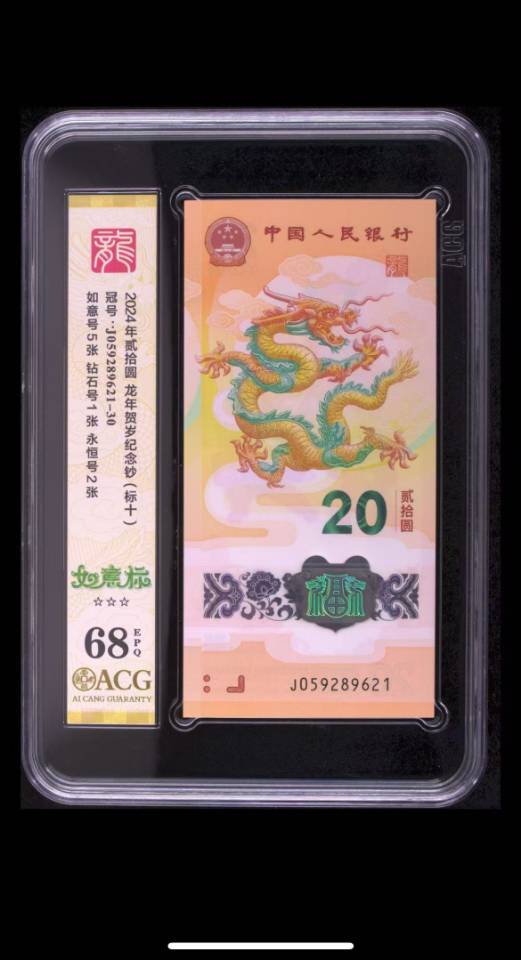 龍
2024年贰拾圆 龙年贺岁纪念钞（标十）
冠号：J059289621-30
如意号5张 钻石号1张 永恒号2张
如意标
☆☆☆
68 EPQ
ACG
AI CANG GUARANTY
中国人民银行
龍
20 贰拾圆
福
J059289621
ACG